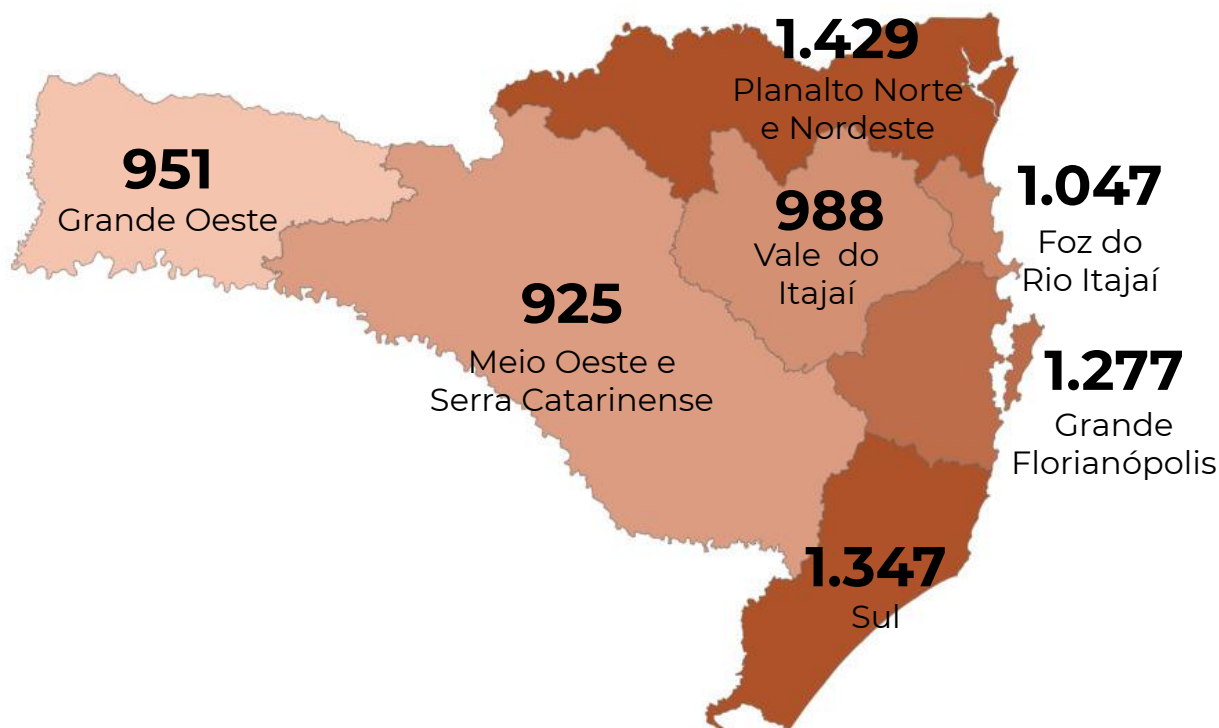 1.429
Planalto Norte
e Nordeste
951
Grande Oeste
988
Vale do
Itajaí
1.047
Foz do
Rio Itajaí
925
Meio Oeste e
Serra Catarinense
1.277
Grande
Florianópolis
1.347
Sul